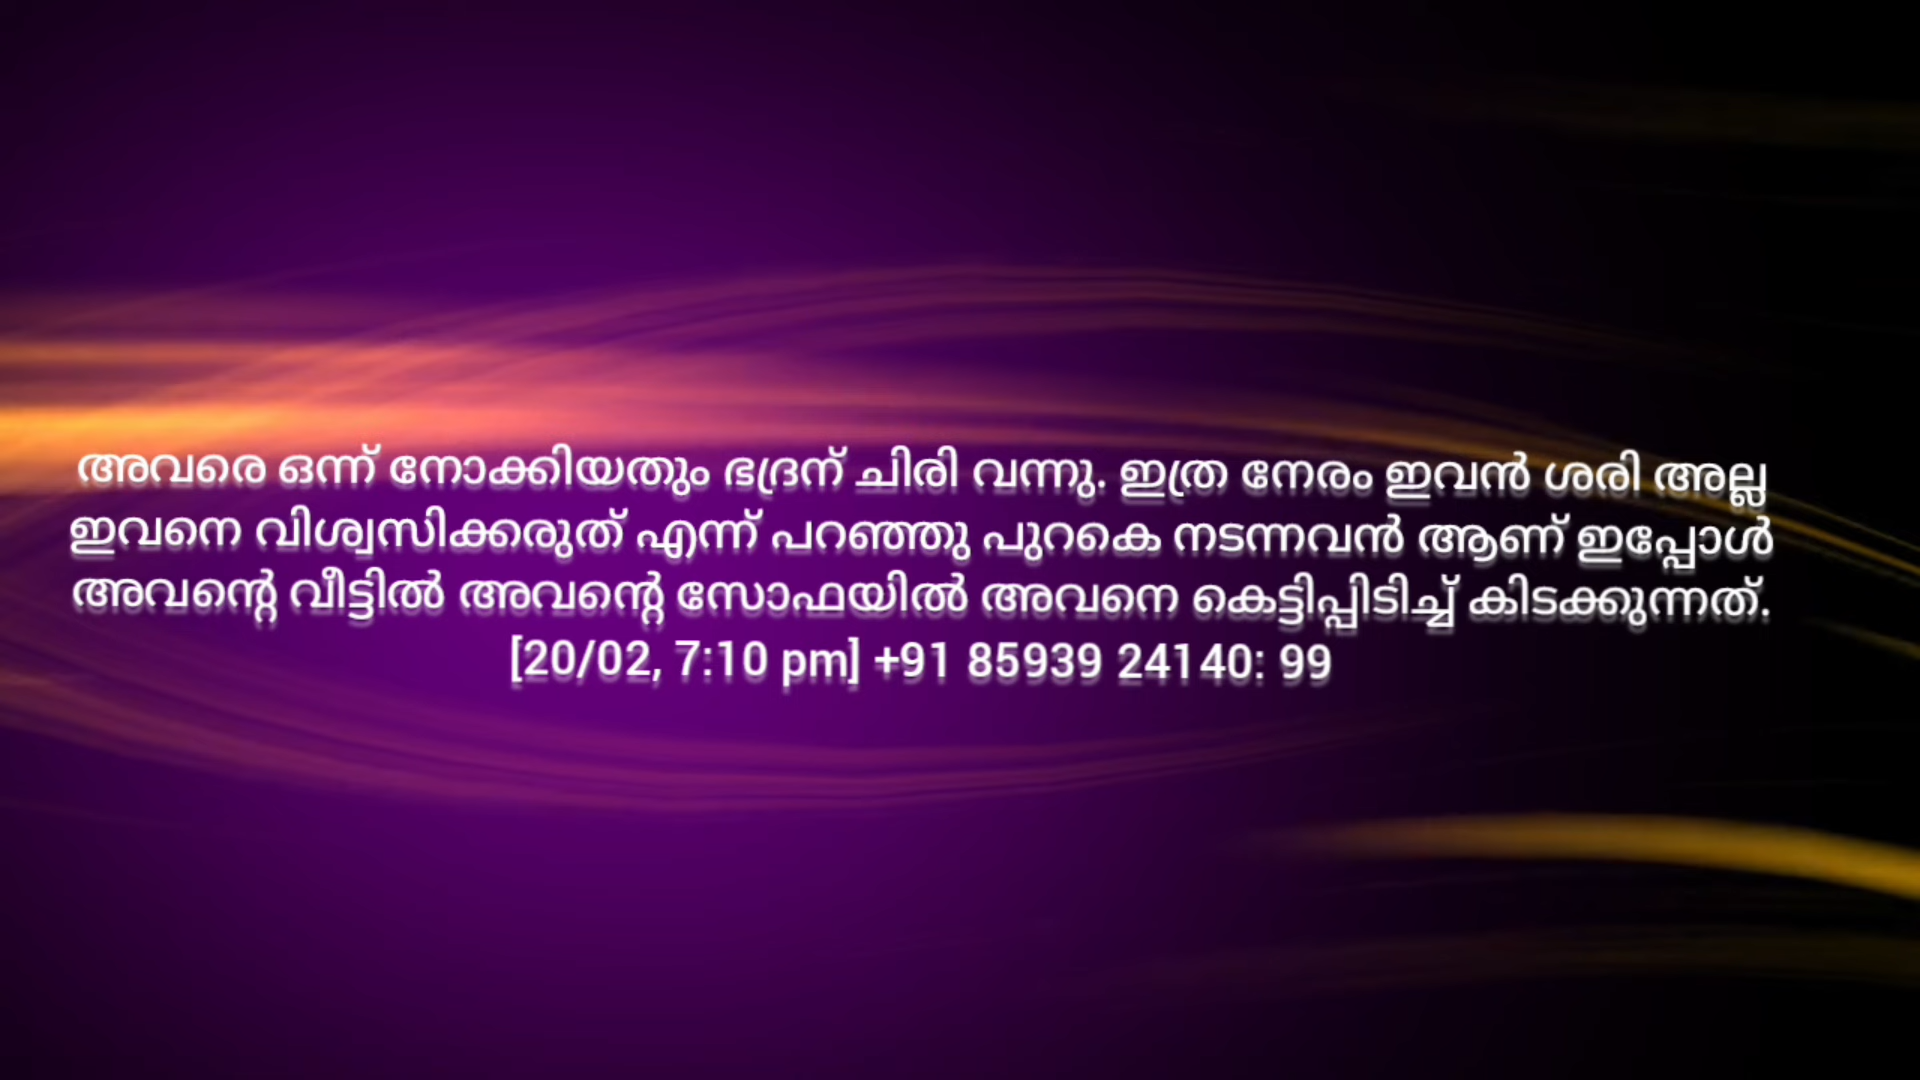 അവരെ ഒന്ന് നോക്കിയതും ഭദ്രന് ചിരി വന്നു. ഇത്ര നേരം ഇവൻ ശരി അല്ല
ഇവനെ വിശ്വസിക്കരുത് എന്ന് പറഞ്ഞു പുറകെ നടന്നവൻ ആണ് ഇപ്പോൾ
അവന്റെ വീട്ടിൽ അവന്റെ സോഫയിൽ അവനെ കെട്ടിപ്പിടിച്ച് കിടക്കുന്നത്.
[20/02, 7:10 pm] +91 85939 24140: 99